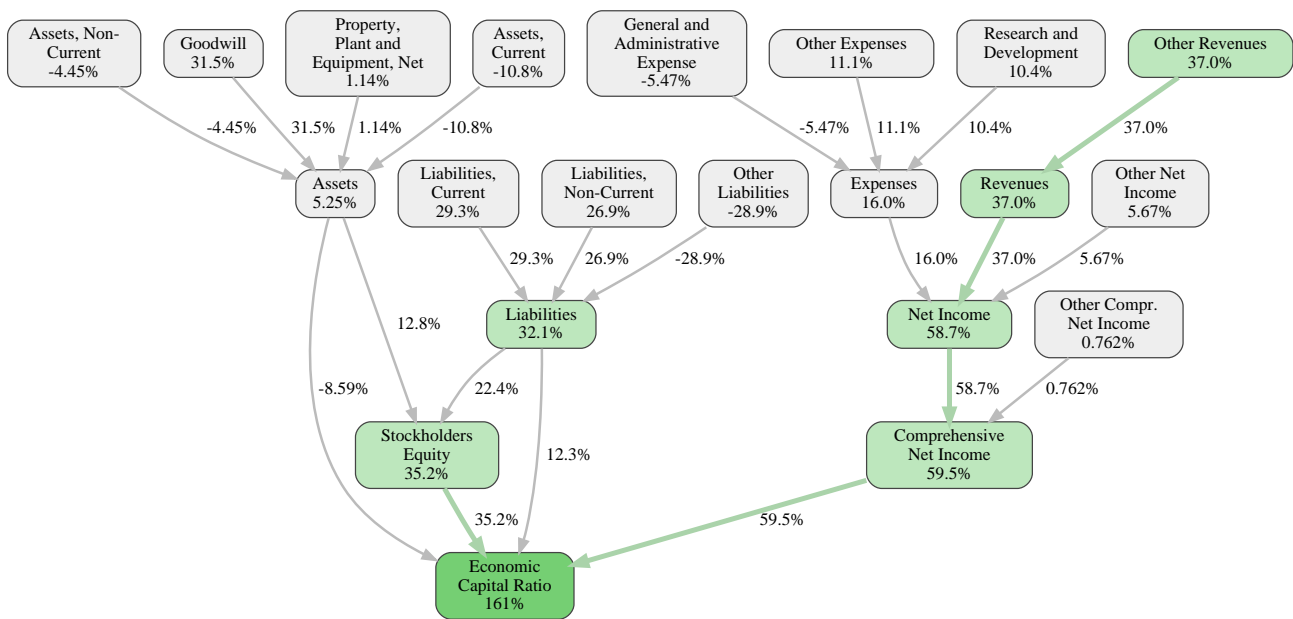 Assets, Non-
Current
-4.45%
Goodwill
31.5%
Property,
Plant and
Equipment, Net
1.14%
Assets,
Current
-10.8%
General and
Administrative
Expense
-5.47%
Other Expenses
11.1%
Research and
Development
10.4%
Other Revenues
37.0%
-4.45%
31.5%
1.14%
-10.8%
-5.47%
11.1%
10.4%
37.0%
Assets
5.25%
Liabilities,
Current
29.3%
Liabilities,
Non-Current
26.9%
Other
Liabilities
-28.9%
Expenses
16.0%
Revenues
37.0%
Other Net
Income
5.67%
29.3%
26.9%
-28.9%
16.0%
37.0%
5.67%
Liabilities
32.1%
Net Income
58.7%
Other Compr.
Net Income
0.762%
12.8%
-8.59%
22.4%
58.7%
0.762%
Stockholders
Equity
35.2%
12.3%
Comprehensive
Net Income
59.5%
35.2%
59.5%
Economic
Capital Ratio
161%